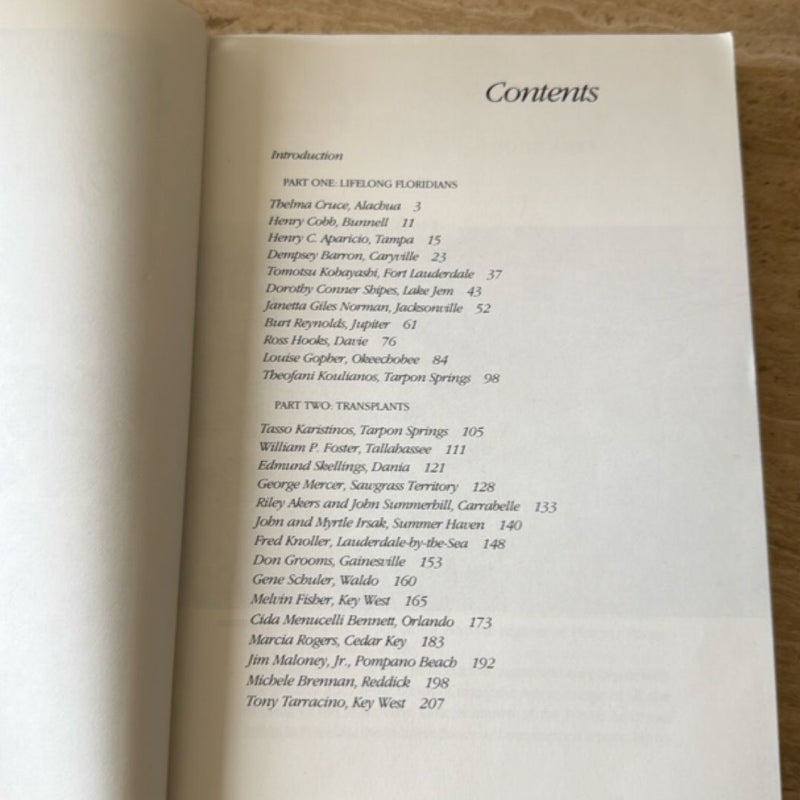 Contents
Introduction
PART ONE: LIFELONG FLORIDIANS
Thelma Cruce, Alachua 3
Henry Cobb, Bunnell 11
Henry C. Aparicio, Tampa 15
Dempsey Barron, Caryville 23
Tomotsu Kobayashi, Fort Lauderdale 37
Dorothy Conner Shipes, Lake Jem 43
Janetta Giles Norman, Jacksonville 52
Burt Reynolds, Jupiter 61
Ross Hooks, Davie 76
Louise Gopher, Okeechobee 84
Theofani Koulianos, Tarpon Springs 98
PART TWO: TRANSPLANTS
Tasso Karistinos, Tarpon Springs 105
William P. Foster, Tallahassee 111
Edmund Skellings, Dania 121
George Mercer, Sawgrass Territory 128
Riley Akers and John Summerhill, Carrabelle 133
John and Myrtle Irsak, Summer Haven 140
Fred Knoller, Lauderdale-by-the-Sea 148
Don Grooms, Gainesville 153
Gene Schuler, Waldo 160
Melvin Fisher, Key West 165
Cida Menucelli Bennett, Orlando 173
Marcia Rogers, Cedar Key 183
Jim Maloney, Jr., Pompano Beach 192
Michele Brennan, Reddick 198
Tony Tarracino, Key West 207